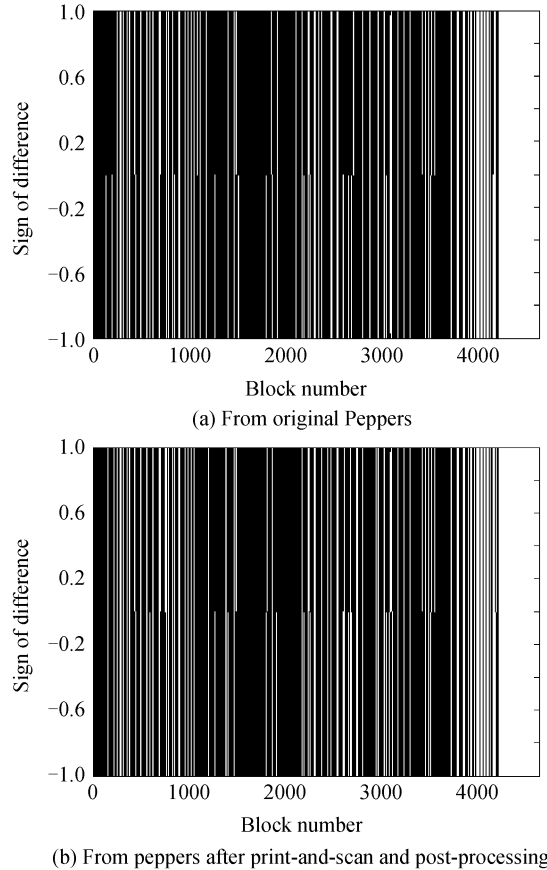 1.0
0.6
0.2
−0.2
−0.6
−1.0
Sign of difference
0 1000 2000 3000 4000
Block number
(a) From original Peppers
1.0
0.6
0.2
−0.2
−0.6
−1.0
Sign of difference
0 1000 2000 3000 4000
Block number
(b) From peppers after print-and-scan and post-processing